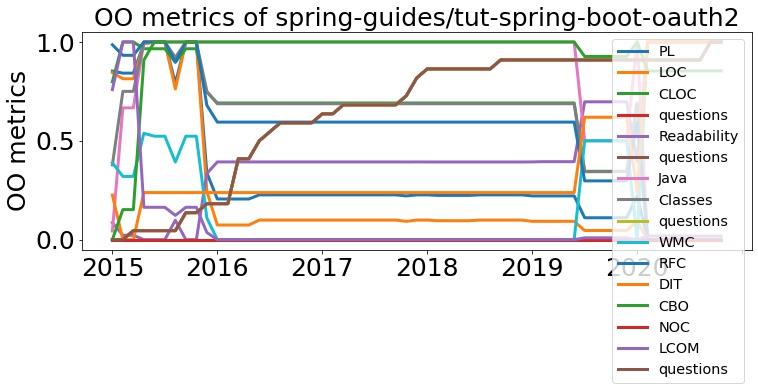 OO metrics of spring-guides/tut-spring-boot-oauth2
OO metrics
1.0
0.5
0.0
2015 2016 2017 2018 2019 2020
PL
LOC
CLOC
questions
Readability
questions
Java
Classes
questions
WMC
RFC
DIT
CBO
NOC
LCOM
questions